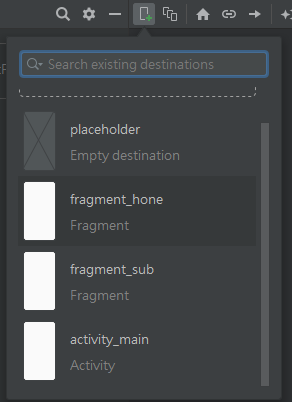 Search existing destinations
placeholder
Empty destination
fragment_hone
Fragment
fragment_sub
Fragment
activity_main
Activity